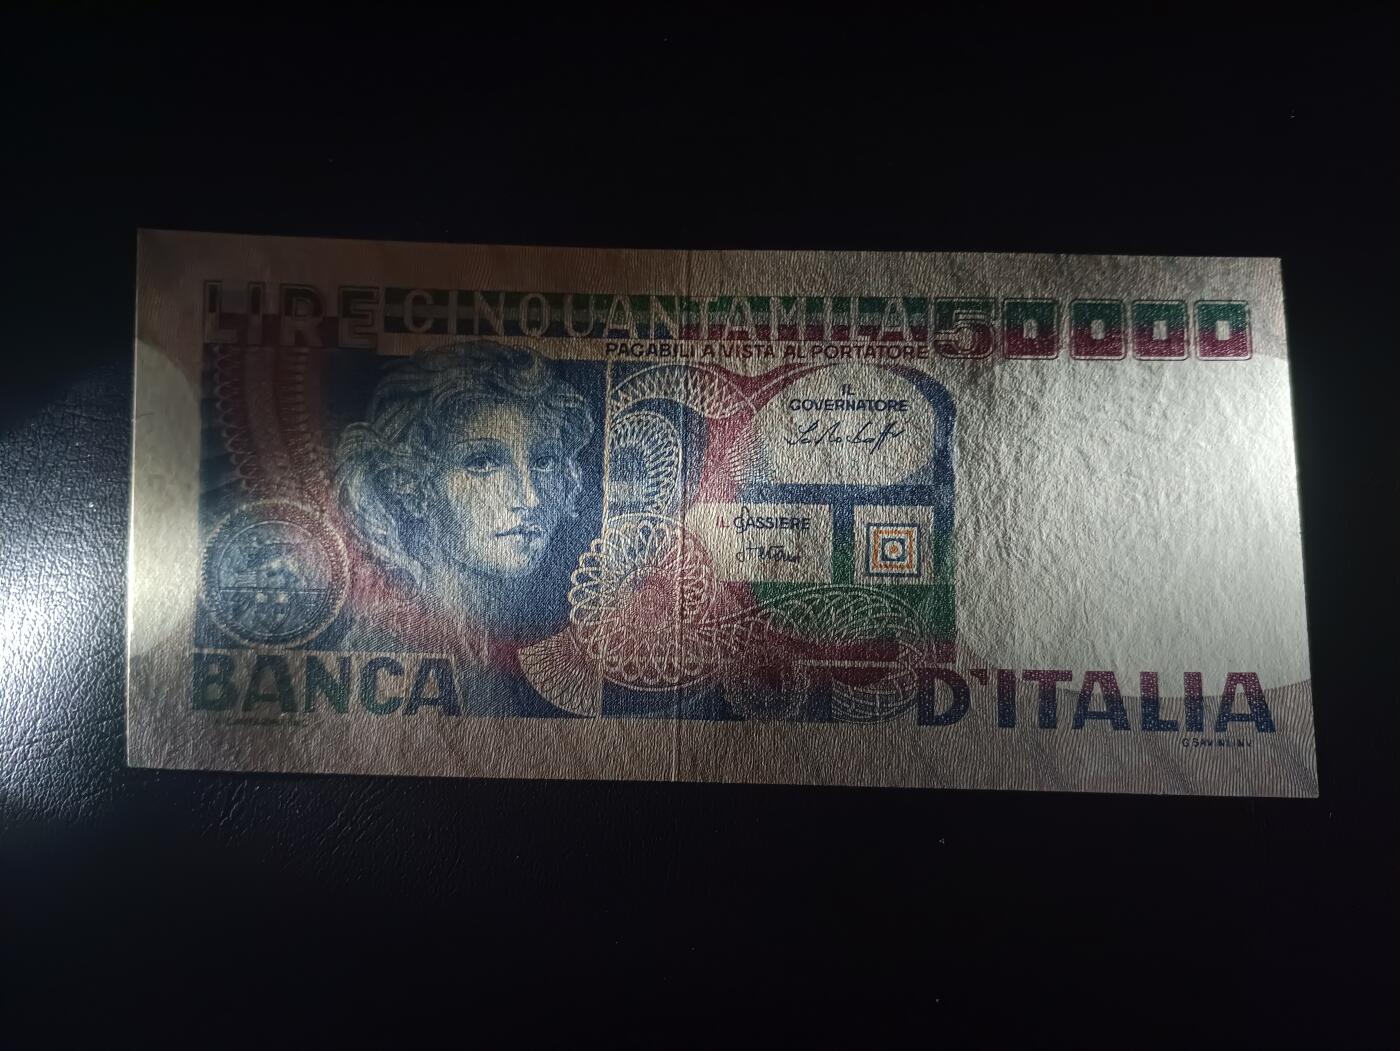 LIRE CINQUANTAMILA 50000
PAGABILI A VISTA AL PORTATORE
IL
GOVERNATORE
IL CASSIERE
BANCA D'ITALIA